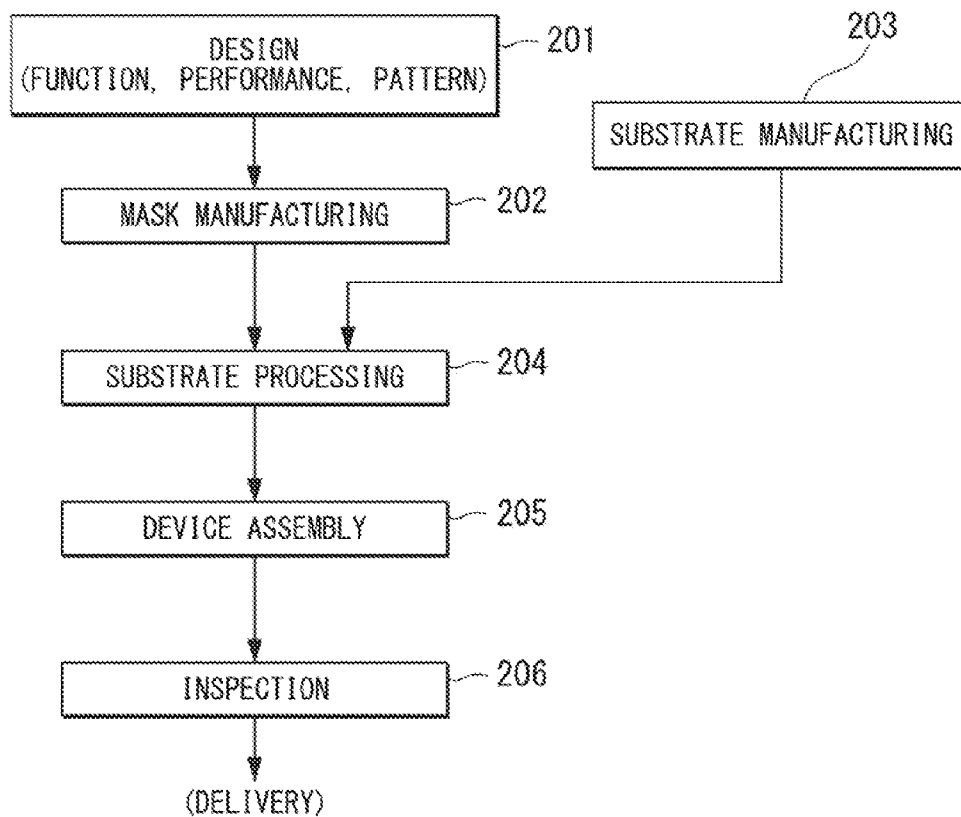 DESIGN
(FUNCTION, PERFORMANCE, PATTERN)
201
203
SUBSTRATE MANUFACTURING
MASK MANUFACTURING
202
SUBSTRATE PROCESSING
204
DEVICE ASSEMBLY
205
INSPECTION
206
(DELIVERY)